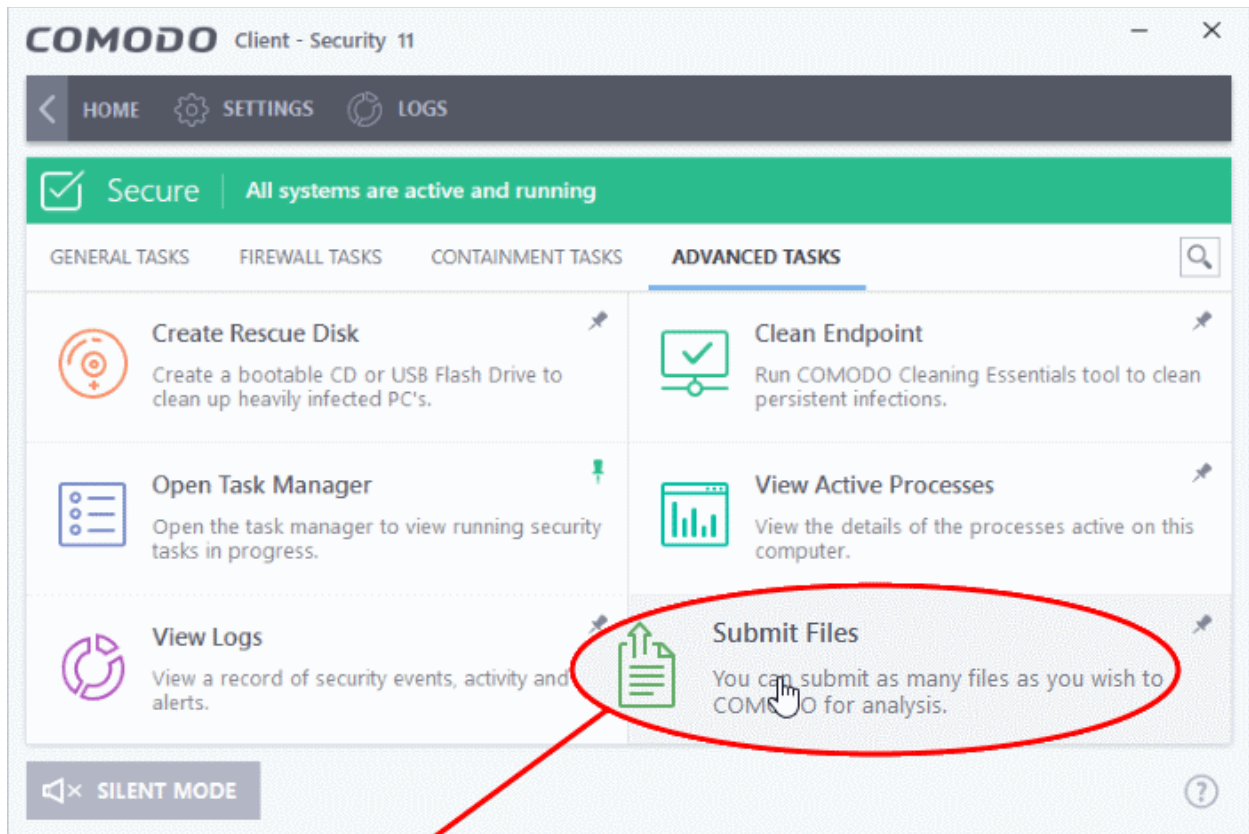 COMODO Client - Security 11
HOME SETTINGS LOGS
Secure All systems are active and running
GENERAL TASKS FIREWALL TASKS CONTAINMENT TASKS ADVANCED TASKS
Create Rescue Disk
Create a bootable CD or USB Flash Drive to
clean up heavily infected PC's.
Clean Endpoint
Run COMODO Cleaning Essentials tool to clean
persistent infections.
Open Task Manager
Open the task manager to view running security
tasks in progress.
View Active Processes
View the details of the processes active on this
computer.
View Logs
View a record of security events, activity and
alerts.
Submit Files
You can submit as many files as you wish to
COMODO for analysis.
SILENT MODE
?